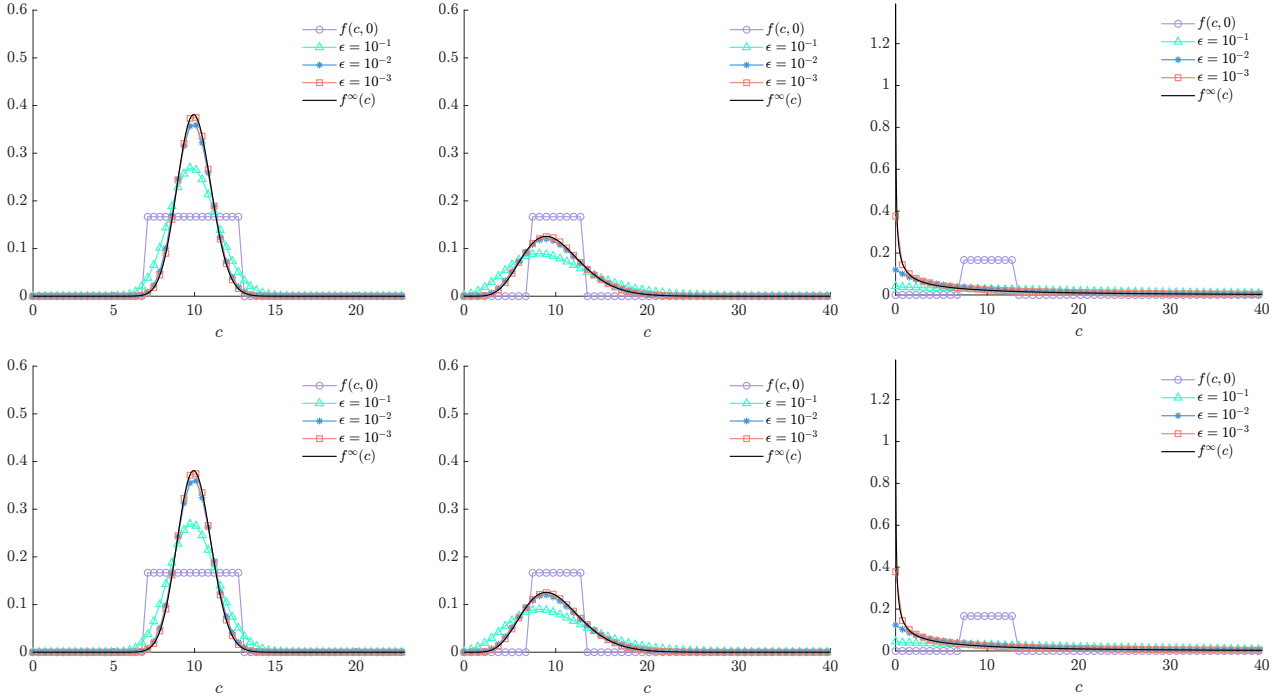 0.6
0.5
0.4
0.3
0.2
0.1
0
0 5 10 15 20
c
f(c, 0)
ϵ = 10⁻¹
ϵ = 10⁻²
ϵ = 10⁻³
f^∞(c)
0.6
0.5
0.4
0.3
0.2
0.1
0
0 10 20 30 40
c
f(c, 0)
ϵ = 10⁻¹
ϵ = 10⁻²
ϵ = 10⁻³
f^∞(c)
1.2
1
0.8
0.6
0.4
0.2
0
0 10 20 30 40
c
f(c, 0)
ϵ = 10⁻¹
ϵ = 10⁻²
ϵ = 10⁻³
f^∞(c)
0.6
0.5
0.4
0.3
0.2
0.1
0
0 5 10 15 20
c
f(c, 0)
ϵ = 10⁻¹
ϵ = 10⁻²
ϵ = 10⁻³
f^∞(c)
0.6
0.5
0.4
0.3
0.2
0.1
0
0 10 20 30 40
c
f(c, 0)
ϵ = 10⁻¹
ϵ = 10⁻²
ϵ = 10⁻³
f^∞(c)
1.2
1
0.8
0.6
0.4
0.2
0
0 10 20 30 40
c
f(c, 0)
ϵ = 10⁻¹
ϵ = 10⁻²
ϵ = 10⁻³
f^∞(c)